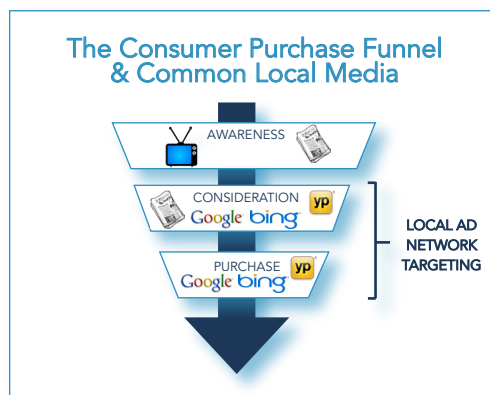 The Consumer Purchase Funnel
& Common Local Media
AWARENESS
CONSIDERATION
Google bing yp
PURCHASE
Google bing yp
LOCAL AD
NETWORK
TARGETING